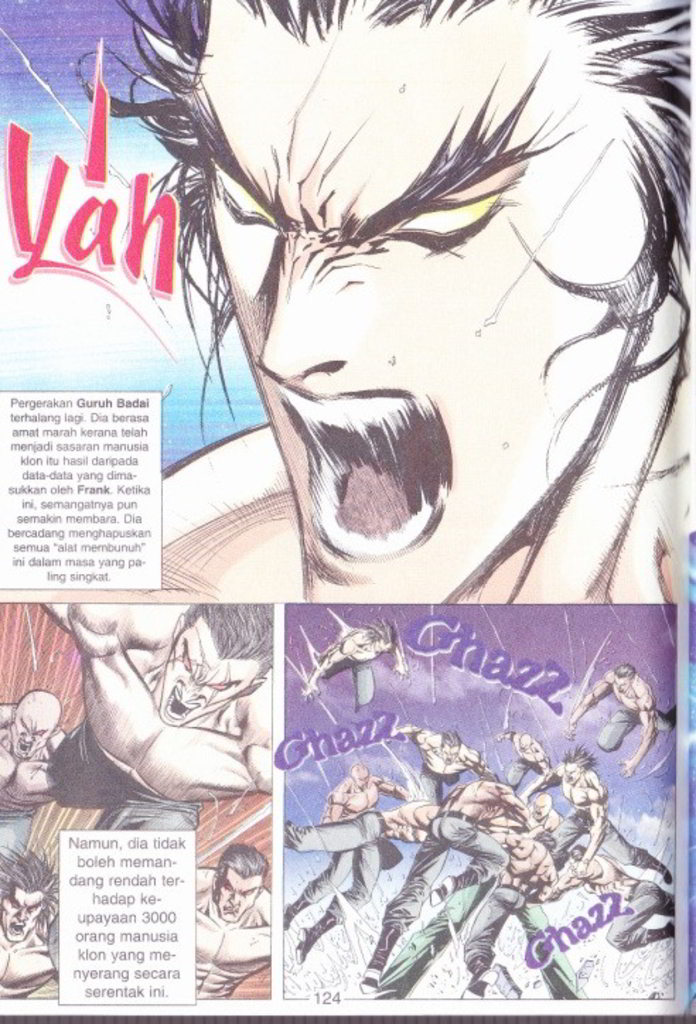 Yah
Pergerakan Guruh Badai
terhalang lagi. Dia berasa
amat marah kerana telah
menjadi sasaran manusia
klon itu hasil daripada
data-data yang dima-
sukkan oleh Frank. Ketika
ini, semangatnya pun
semakin membara. Dia
bercadang menghapuskan
semua "alat membunuh"
ini dalam masa yang pa-
ling singkat.
Namun, dia tidak
boleh meman-
dang rendah ter-
hadap ke-
upayaan 3000
orang manusia
klon yang me-
nyerang secara
serentak ini.
Ghazz
Ghazz
Ghazz
124